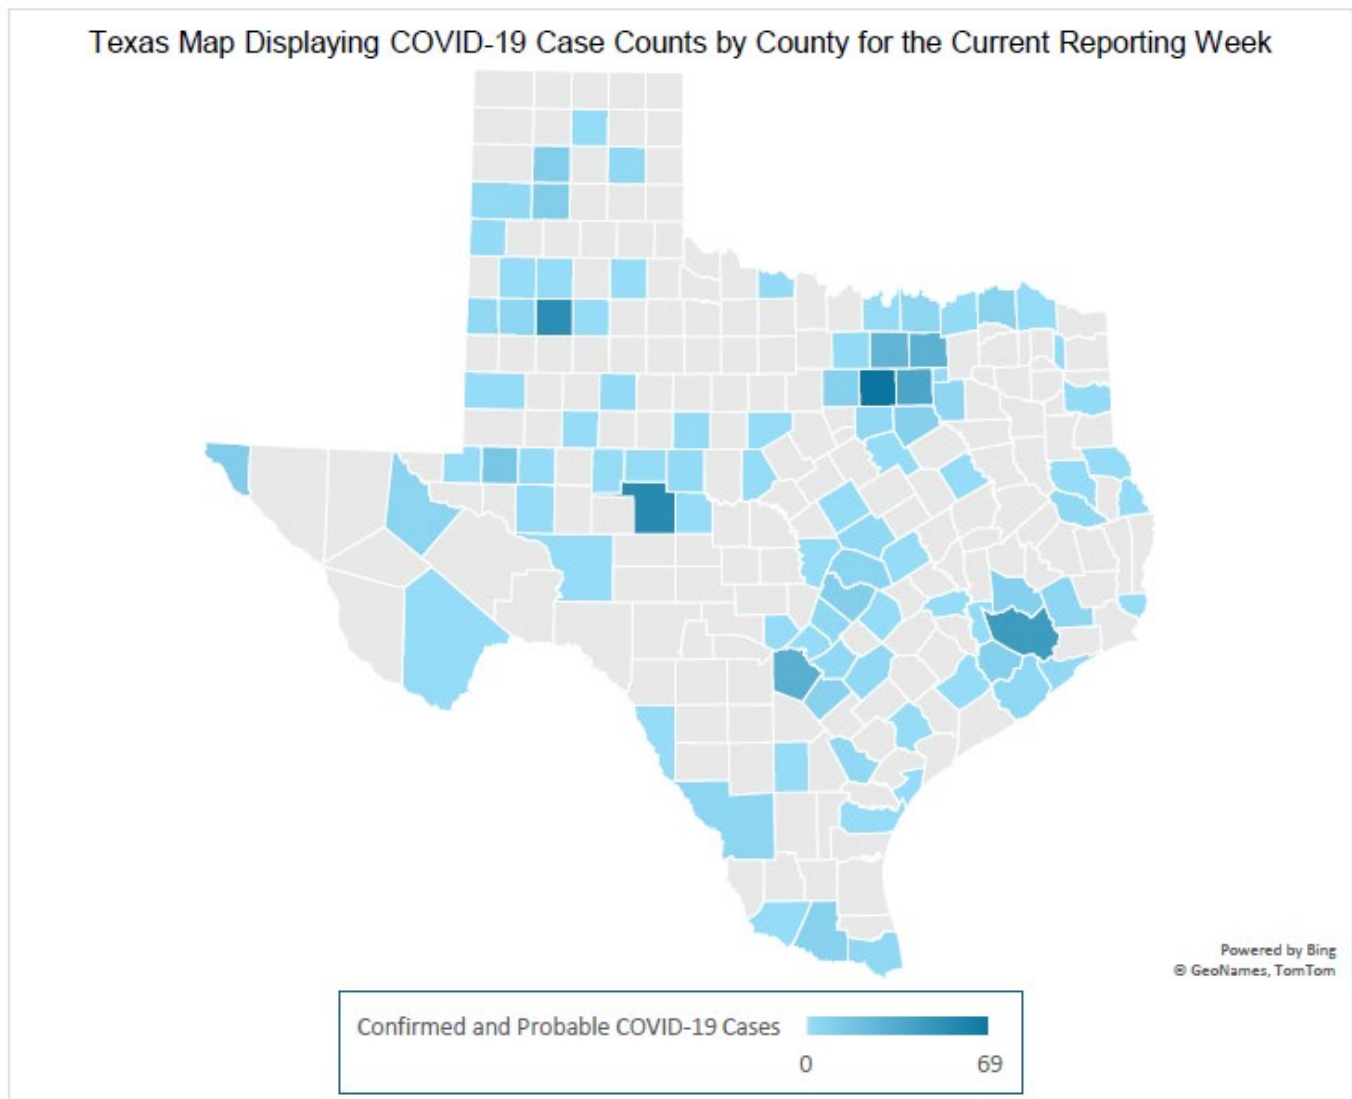 Texas Map Displaying COVID-19 Case Counts by County for the Current Reporting Week
Powered by Bing
© GeoNames, TomTom
Confirmed and Probable COVID-19 Cases
0 69